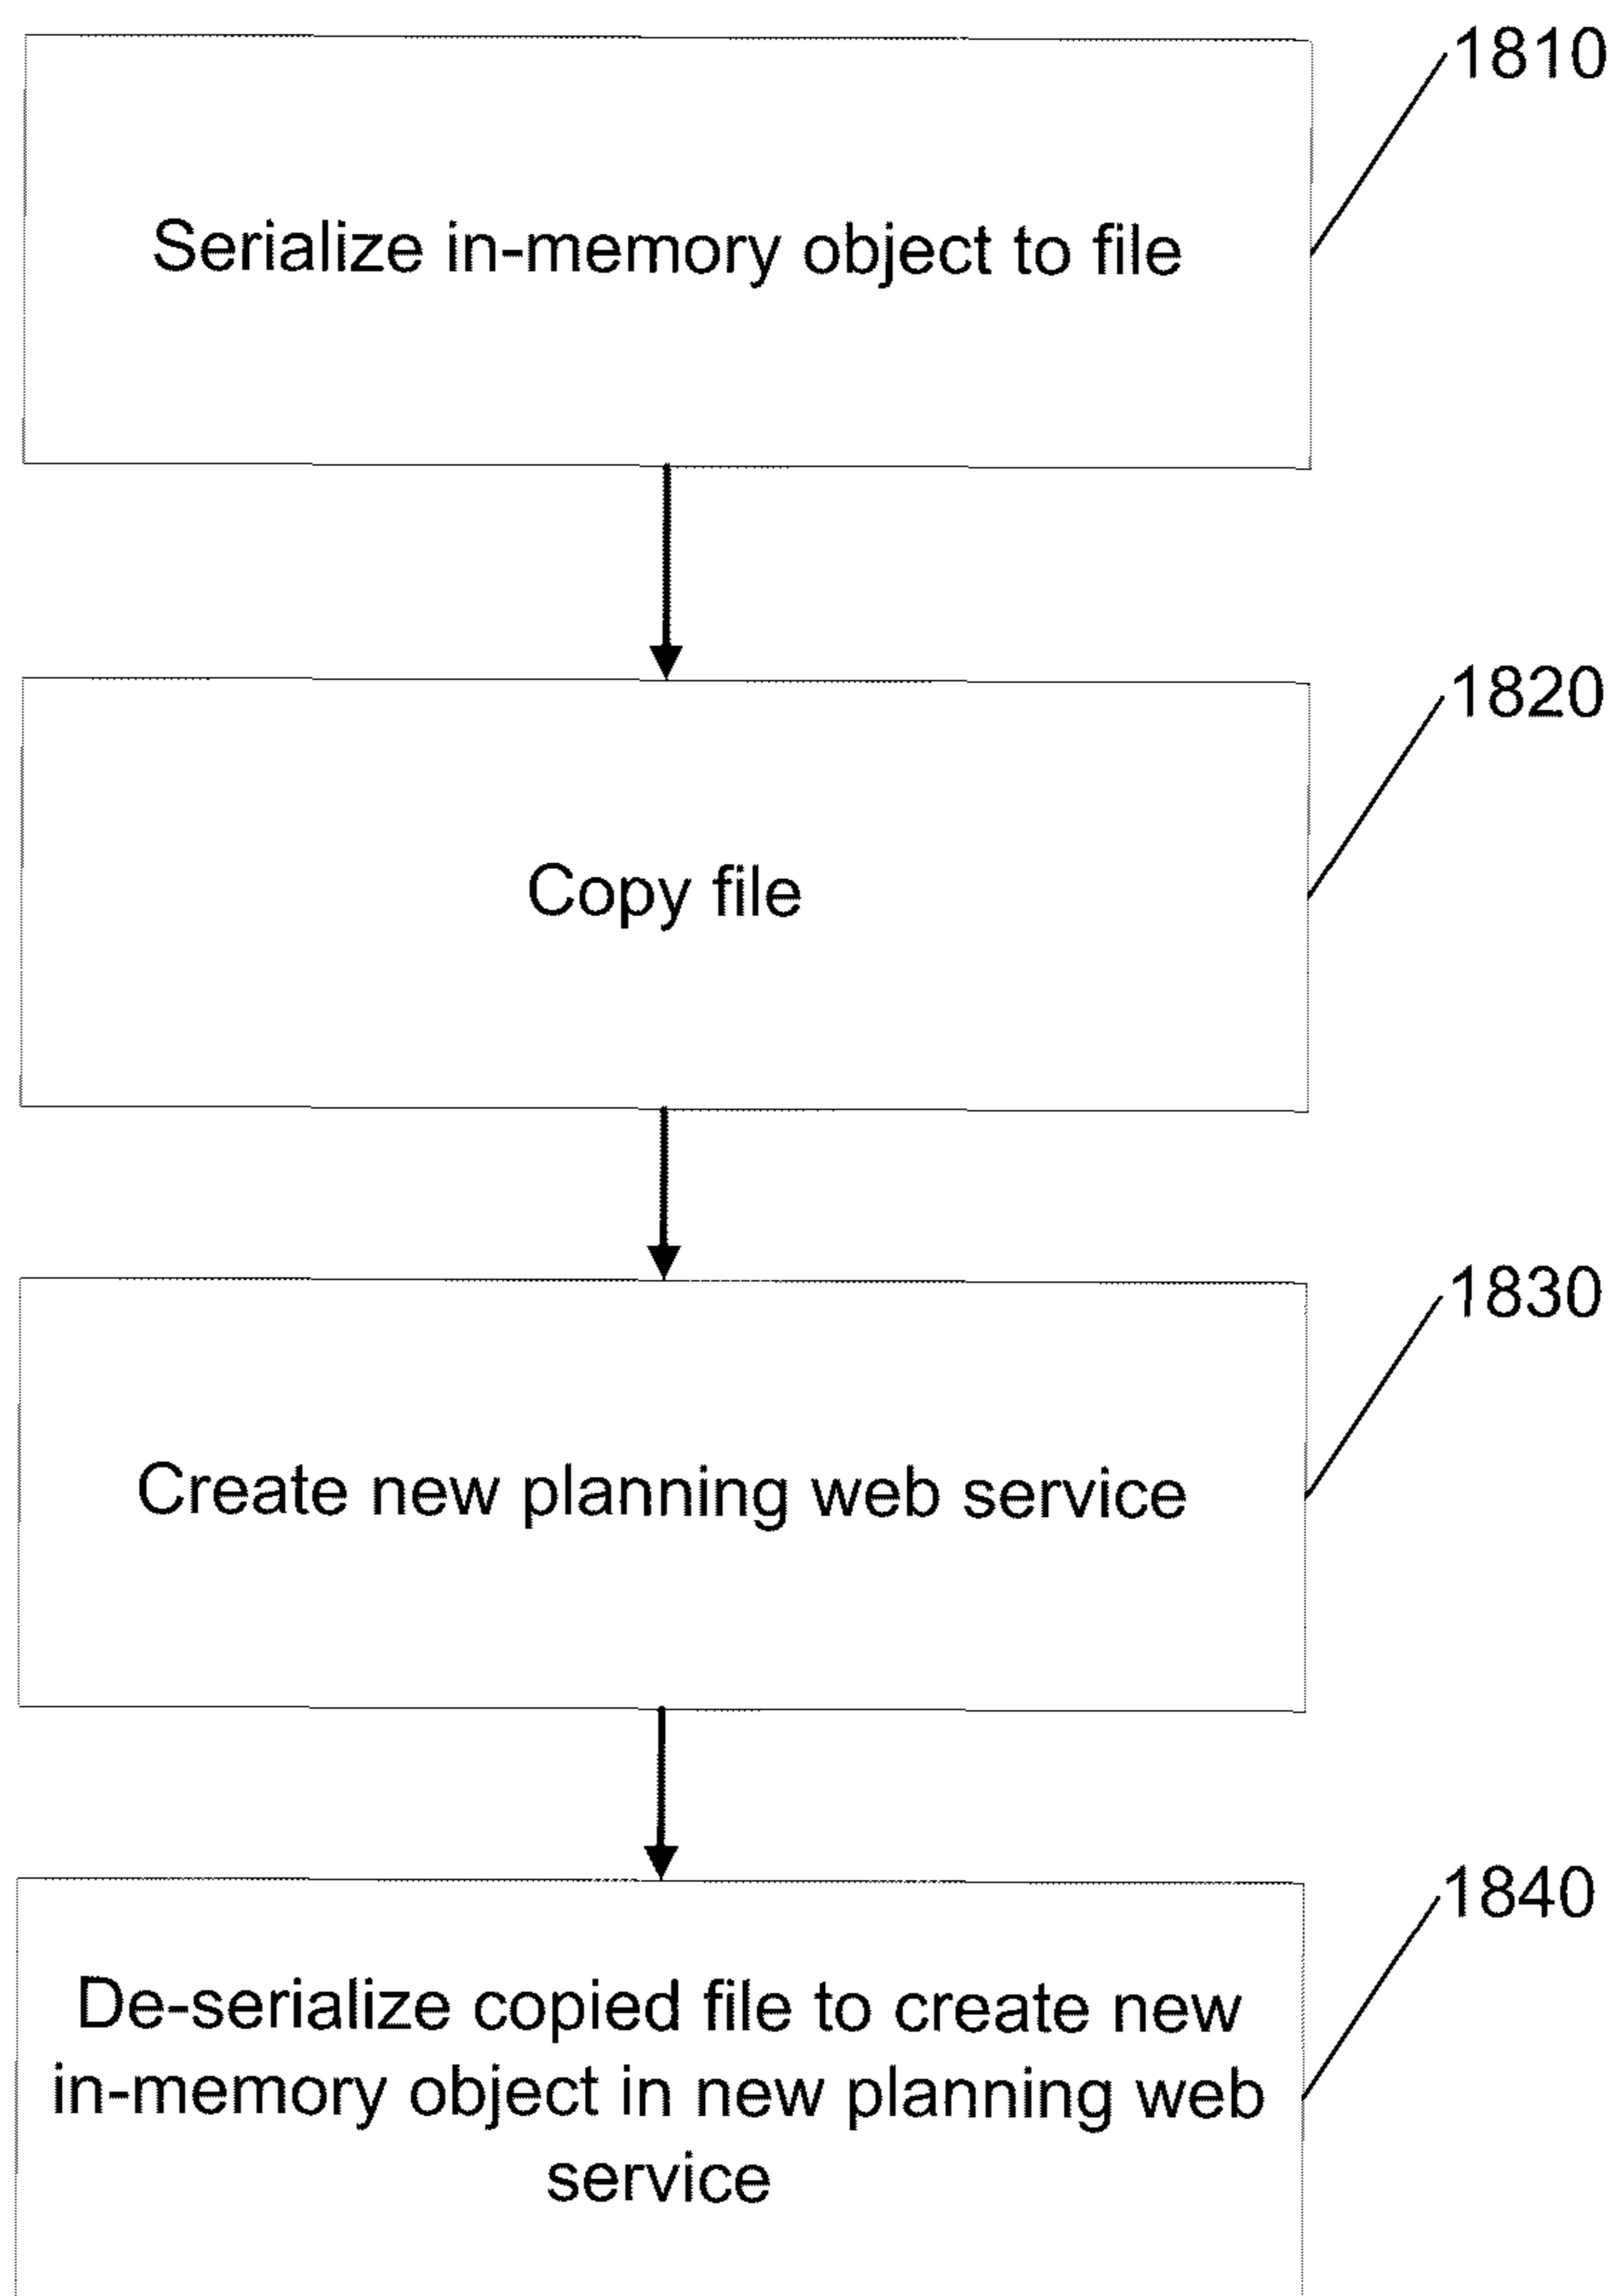 1810
Serialize in-memory object to file
1820
Copy file
1830
Create new planning web service
1840
De-serialize copied file to create new
in-memory object in new planning web
service